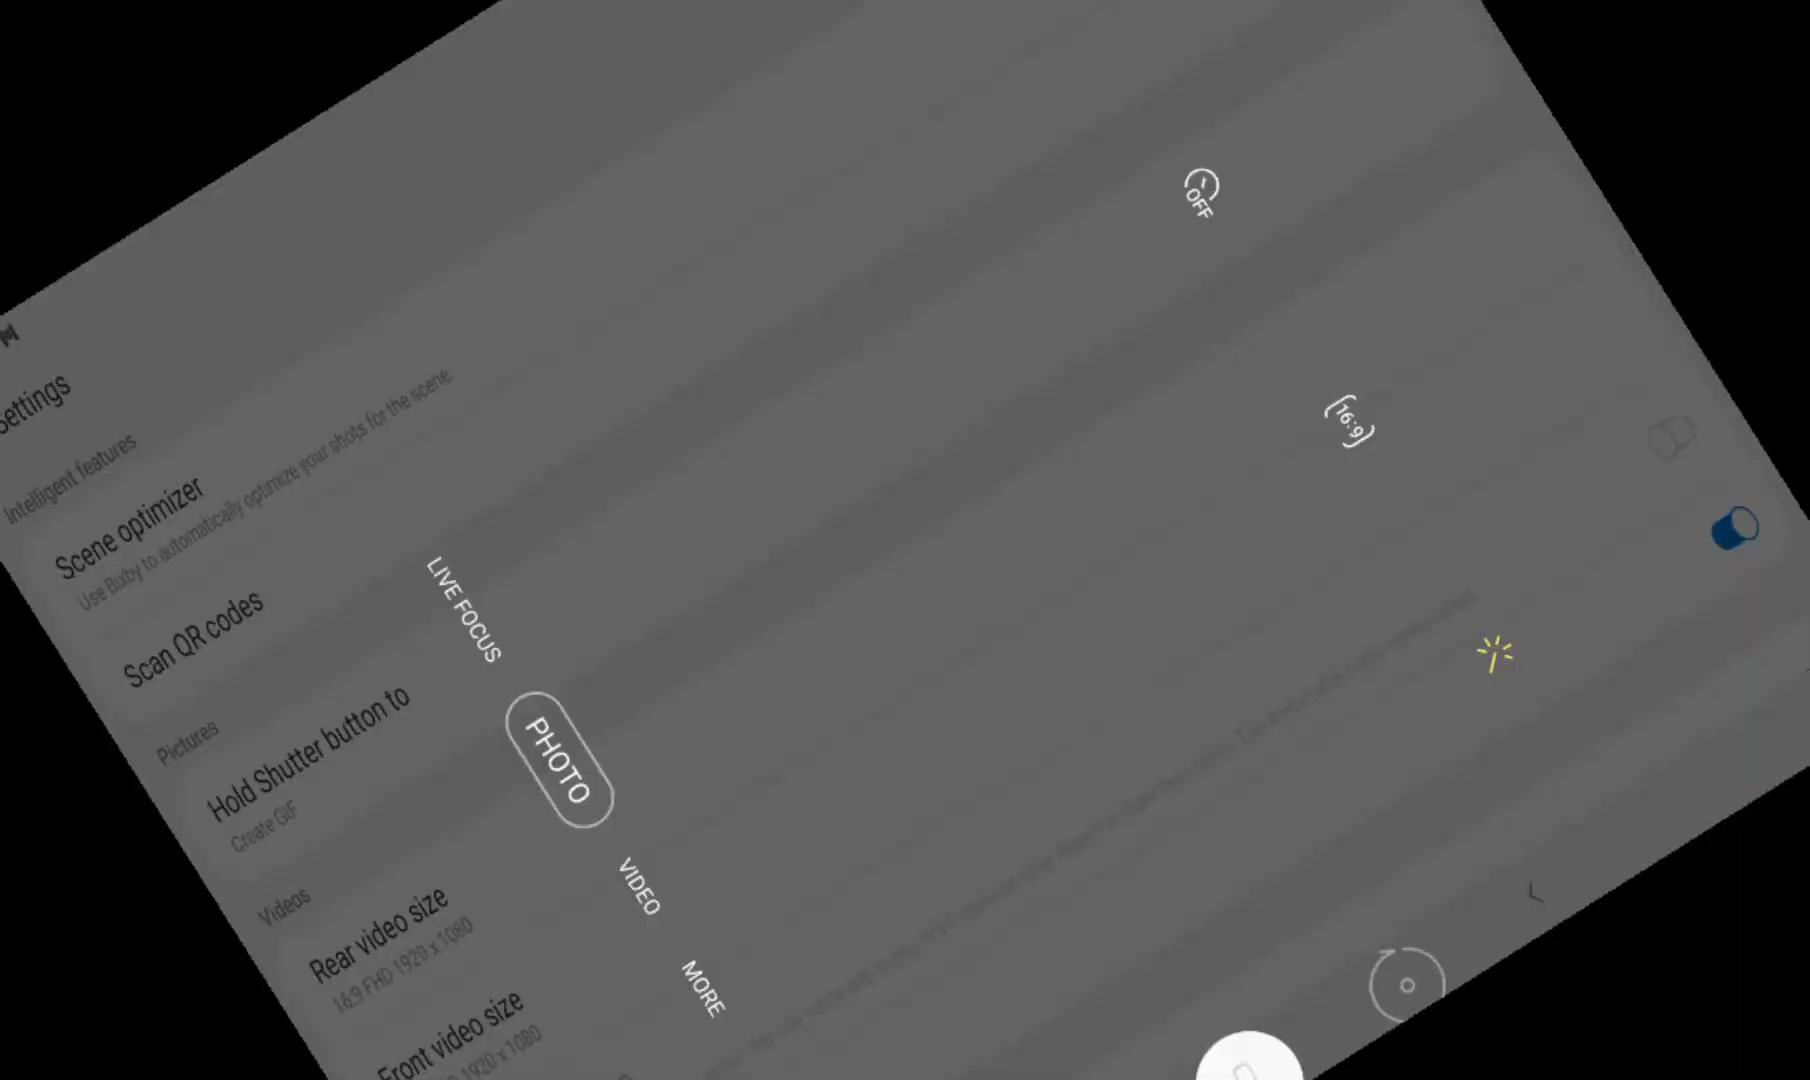 Settings
Intelligent features
Scene optimizer
Use Bixby to automatically optimize your shots for the scene.
Scan QR codes
Pictures
Hold Shutter button to
Create GIF
Videos
Rear video size
16:9 FHD 1920 x 1080
Front video size
1920 x 1080
OFF
16:9
LIVE FOCUS
PHOTO
VIDEO
MORE